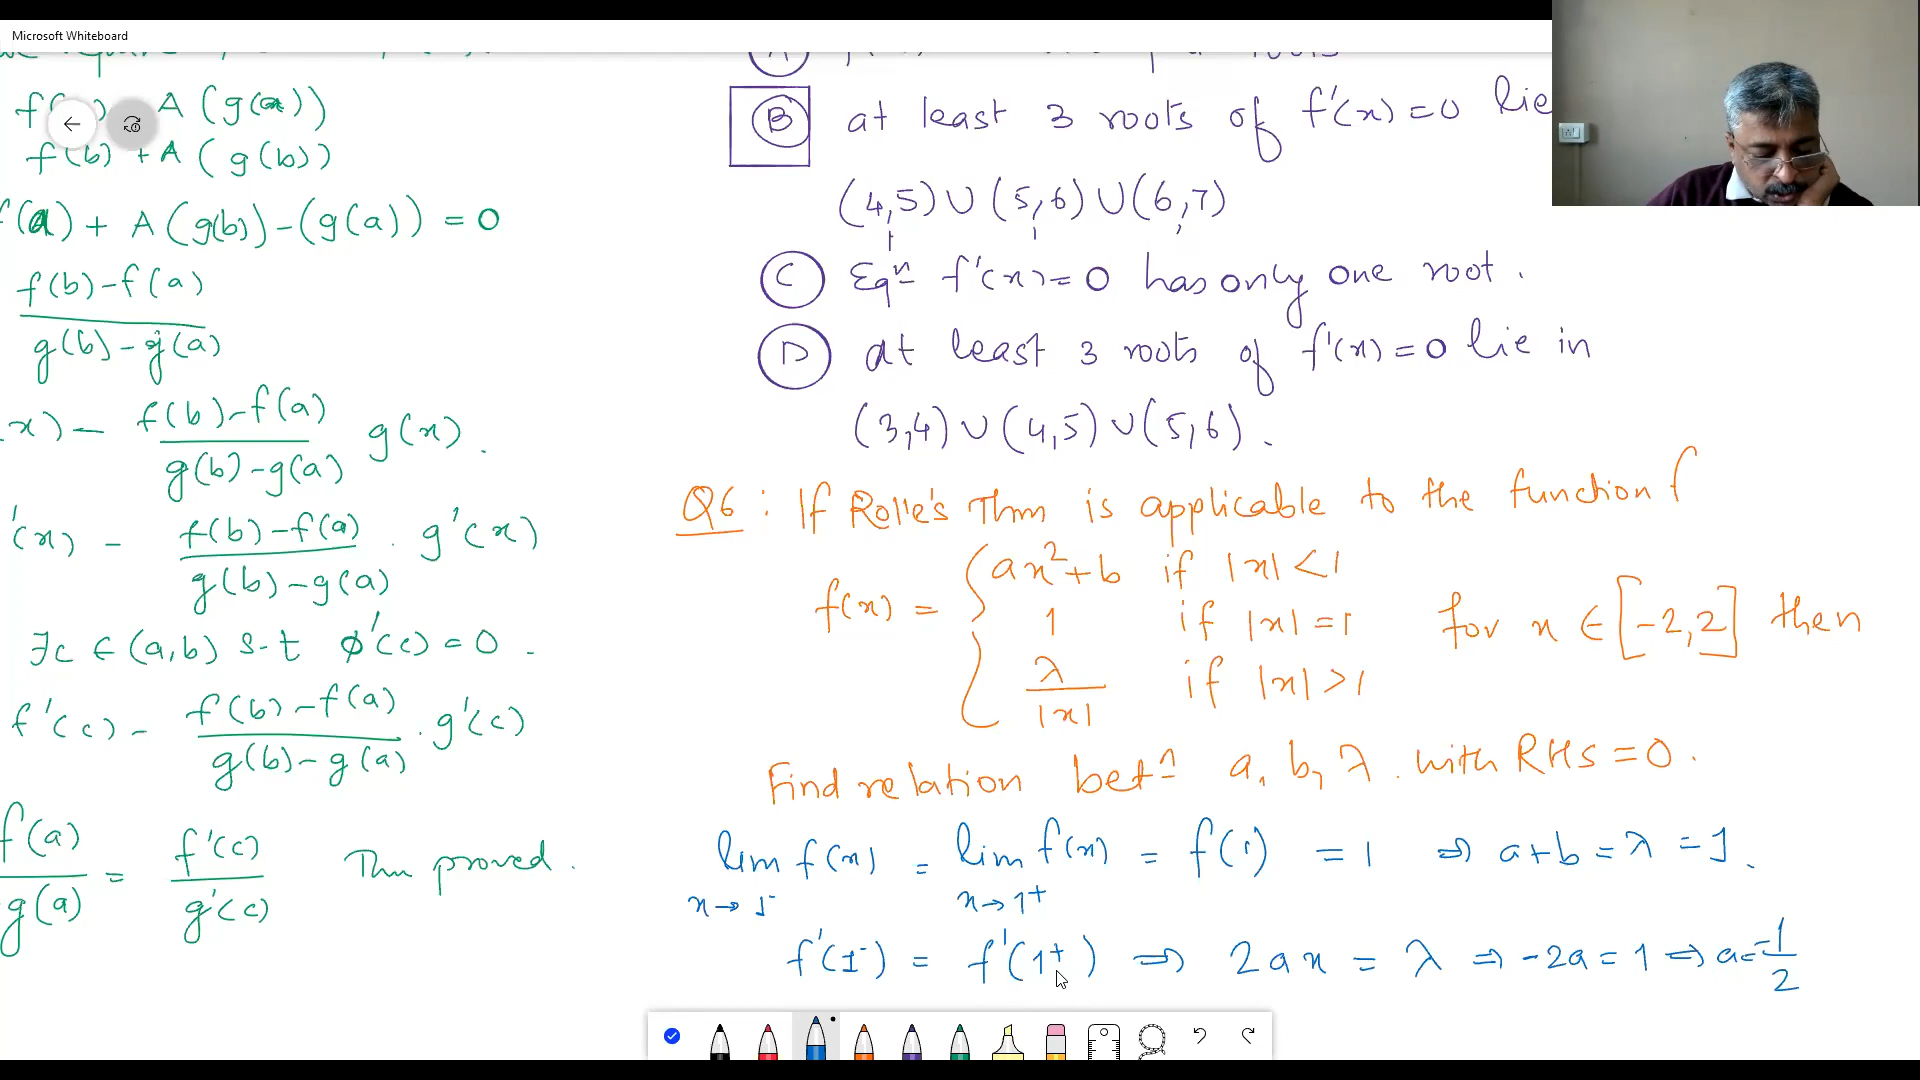 Microsoft Whiteboard
A (g(a))
f(b) + A (g(b))
f(a) + A(g(b)) - (g(a)) = 0
f(b) - f(a)
g(b) - g(a)
x) - f(b) - f(a) / g(b) - g(a) g(x).
'(x) - f(b) - f(a) / g(b) - g(a) . g'(x)
∃ c ∈ (a,b) s.t φ'(c) = 0 .
f'(c) - f(b) - f(a) / g(b) - g(a) . g'(c)
f(a) / g(a) = f'(c) / g'(c) Thm proved .
B at least 3 roots of f'(x) = 0 lie
(4,5) ∪ (5,6) ∪ (6,7)
C Eqn f'(x) = 0 has only one root .
D at least 3 roots of f'(x) = 0 lie in
(3,4) ∪ (4,5) ∪ (5,6) .
Q6 : If Rolle's Thm is applicable to the function f
f(x) = { ax² + b if |x| < 1
1 if |x| = 1 for x ∈ [-2,2] then
λ / |x| if |x| > 1
Find relation betn a, b, λ . with RHS = 0 .
lim x→1⁻ f(x) = lim x→1⁺ f(x) = f(1) = 1 ⇒ a + b = λ = 1 .
f'(1⁻) = f'(1⁺) ⇒ 2ax = λ ⇒ -2a = 1 ⇒ a = -1/2